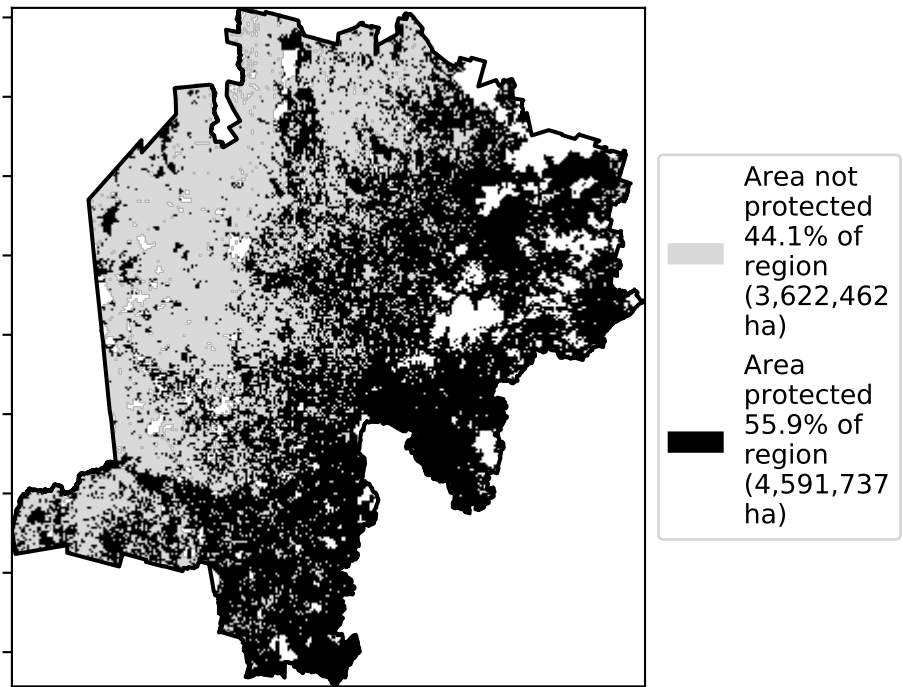 Area not
protected
44.1% of
region
(3,622,462
ha)
Area
protected
55.9% of
region
(4,591,737
ha)